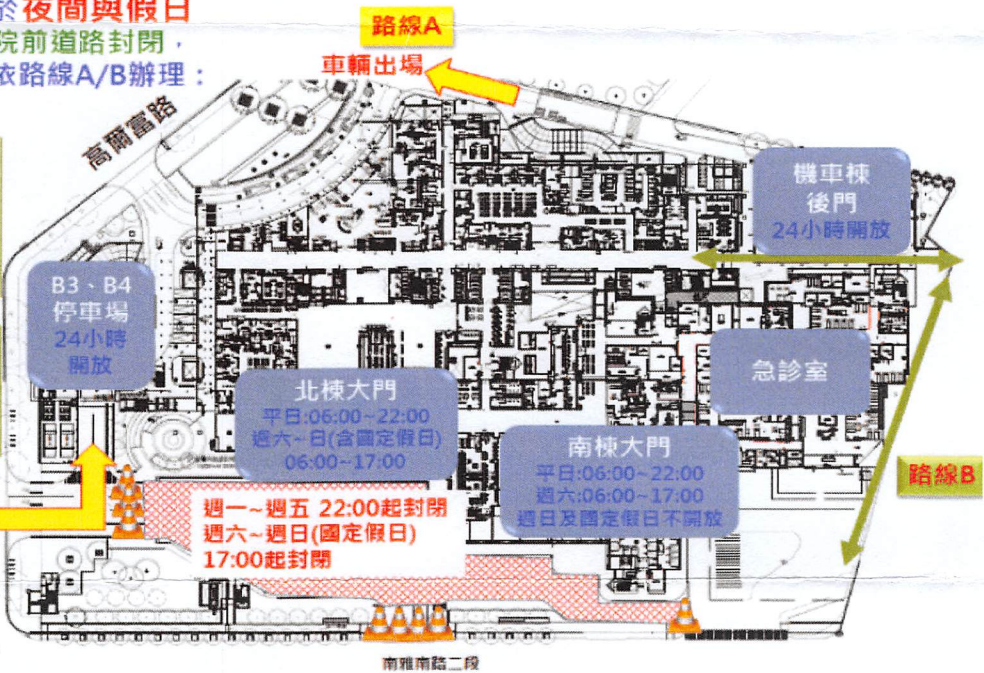 於夜間與假日
院前道路封閉，
依路線A/B辦理：
路線A
車輛出場
高爾富路
機車棟
後門
24小時開放
B3、B4
停車場
24小時
開放
急診室
北棟大門
平日:06:00~22:00
週六~日(含國定假日)
06:00~17:00
南棟大門
平日:06:00~22:00
週六:06:00~17:00
週日及國定假日不開放
路線B
週一~週五 22:00起封閉
週六~週日(國定假日)
17:00起封閉
南雅南路二段